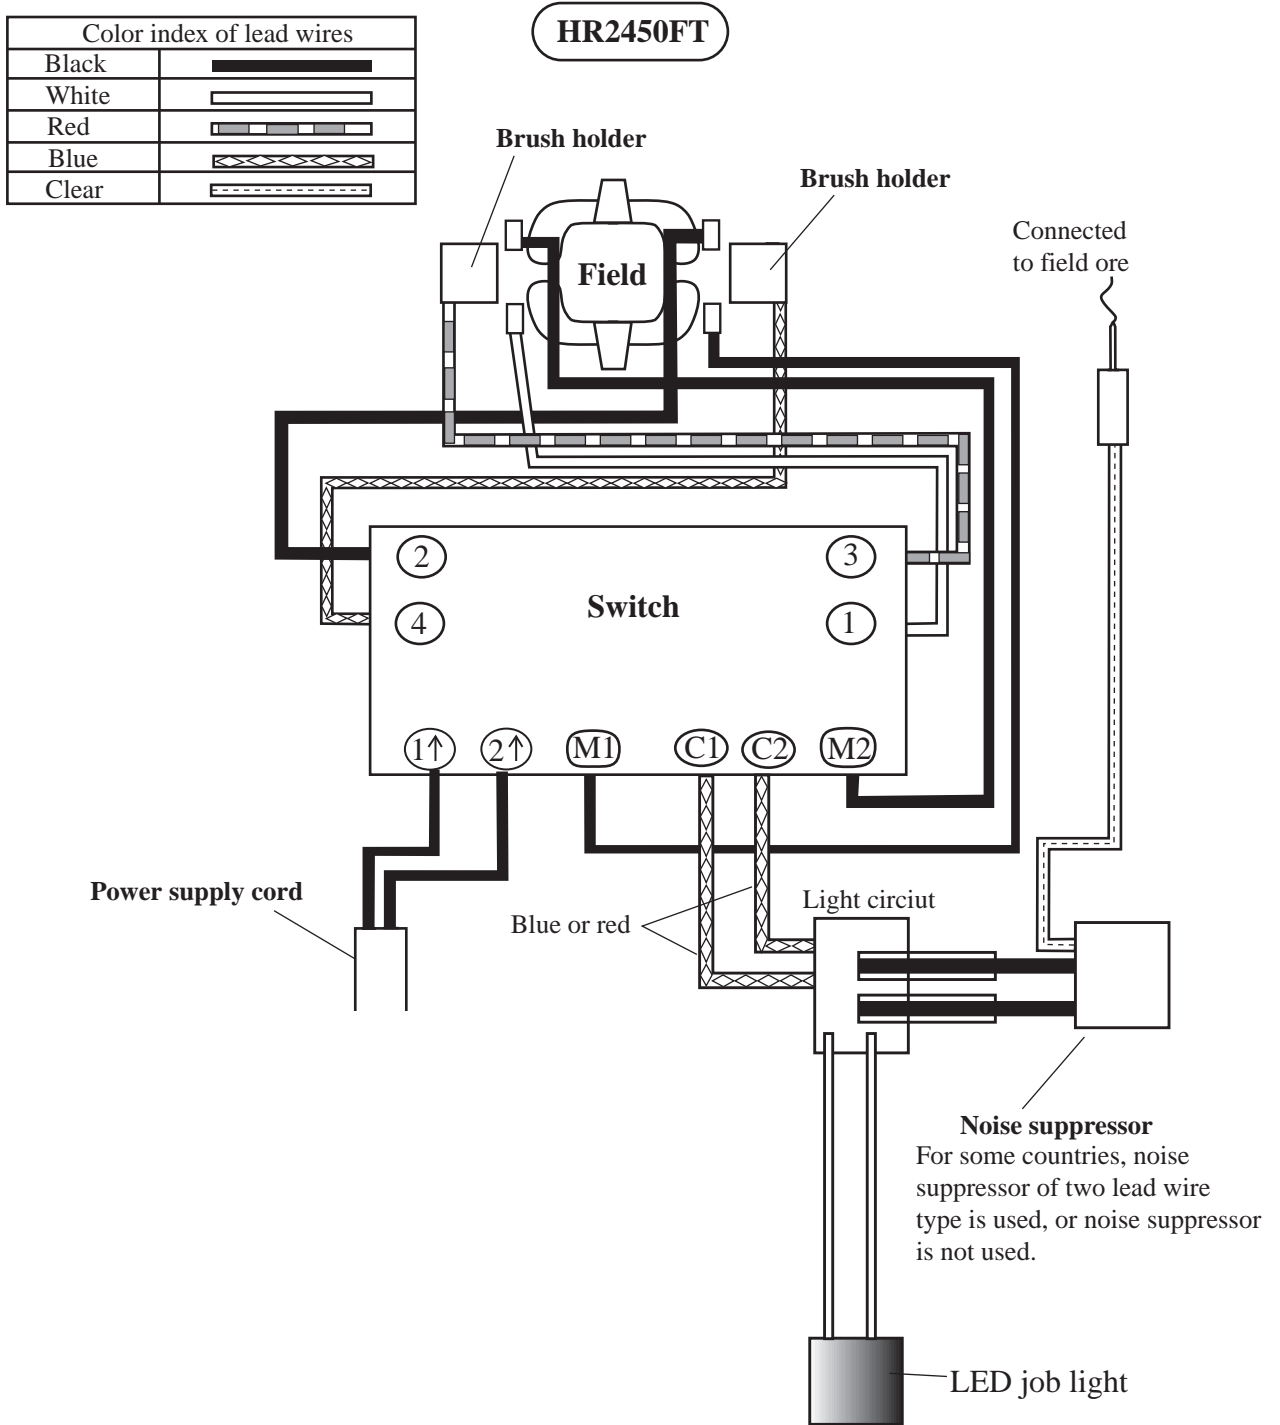 HR2450FT
Color index of lead wires
Black
White
Red
Blue
Clear
Brush holder
Brush holder
Connected
to field ore
Field
2
3
Switch
4
1
1↑
2↑
M1
C1
C2
M2
Power supply cord
Blue or red
Light circiut
Noise suppressor
For some countries, noise
suppressor of two lead wire
type is used, or noise suppressor
is not used.
LED job light